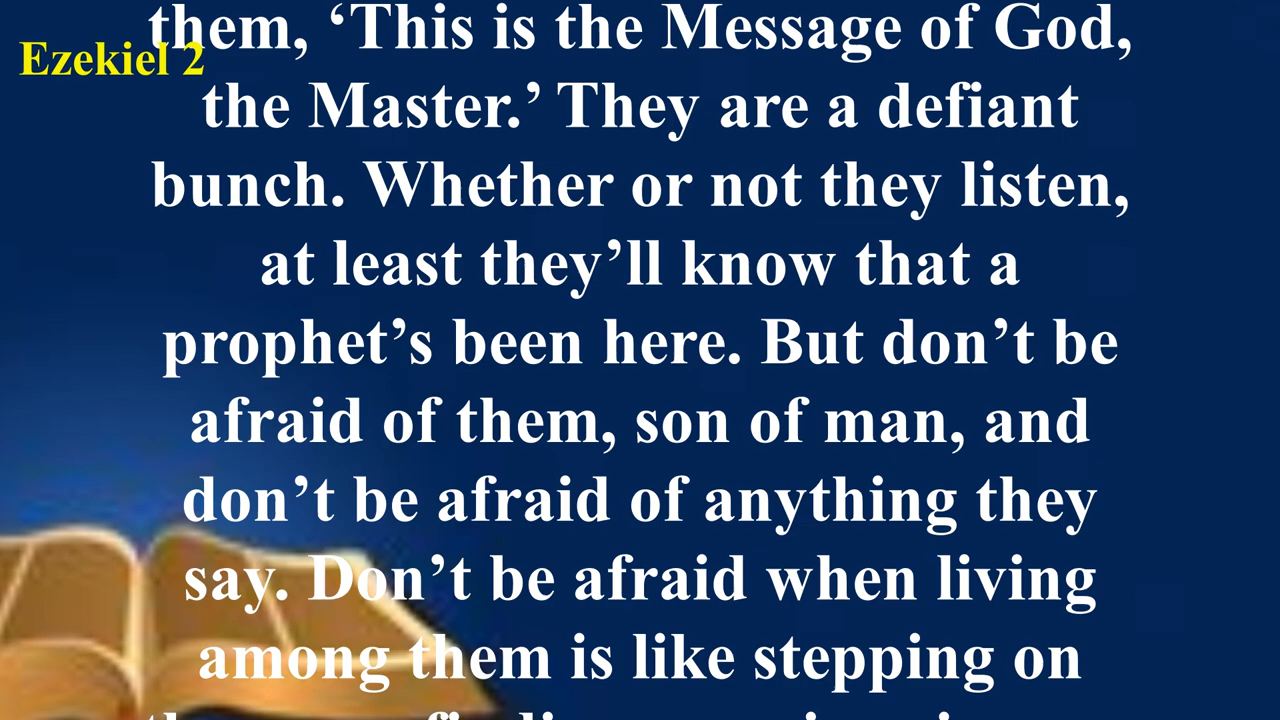 them, ‘This is the Message of God,
Ezekiel 2
the Master.’ They are a defiant
bunch. Whether or not they listen,
at least they’ll know that a
prophet’s been here. But don’t be
afraid of them, son of man, and
don’t be afraid of anything they
say. Don’t be afraid when living
among them is like stepping on